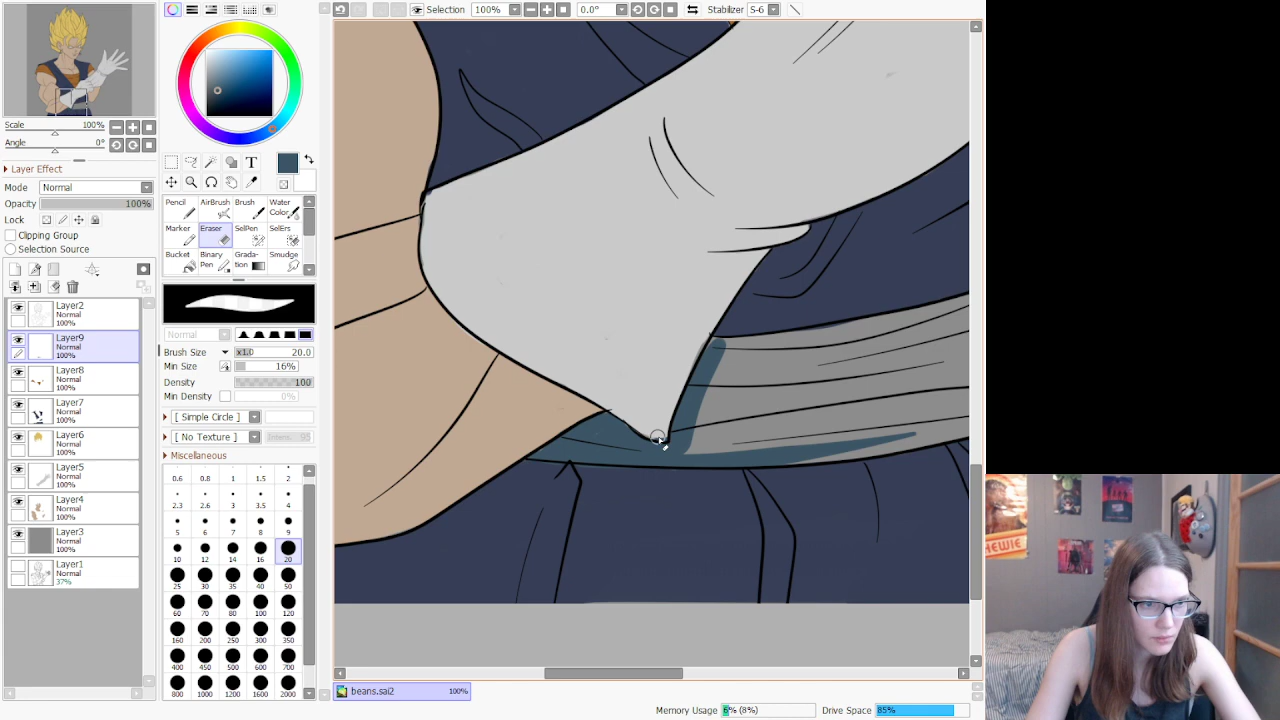 Selection 100% 0.0° Stabilizer S-6
Scale 100%
Angle 0°
Layer Effect
Mode Normal
Opacity 100%
Lock
Clipping Group
Selection Source
Layer2
Normal
100%
Layer9
Normal
100%
Layer8
Normal
100%
Layer7
Normal
100%
Layer6
Normal
100%
Layer5
Normal
100%
Layer4
Normal
100%
Layer3
Normal
100%
Layer1
Normal
37%
T
Pencil AirBrush Brush Water Color
Marker Eraser SelPen SelErs
Bucket Binary Pen Grada-tion Smudge
Normal
Brush Size x1.0 20.0
Min Size 16%
Density 100
Min Density 0%
[ Simple Circle ]
[ No Texture ] Intens. 95
Miscellaneous
0.6 0.8 1 1.5 2
2.3 2.6 3 3.5 4
5 6 7 8 9
10 12 14 16 20
25 30 35 40 50
60 70 80 100 120
160 200 250 300 350
400 450 500 600 700
800 1000 1200 1600 2000
beans.sai2 100%
Memory Usage 6% (8%) Drive Space 85%
HEWIE